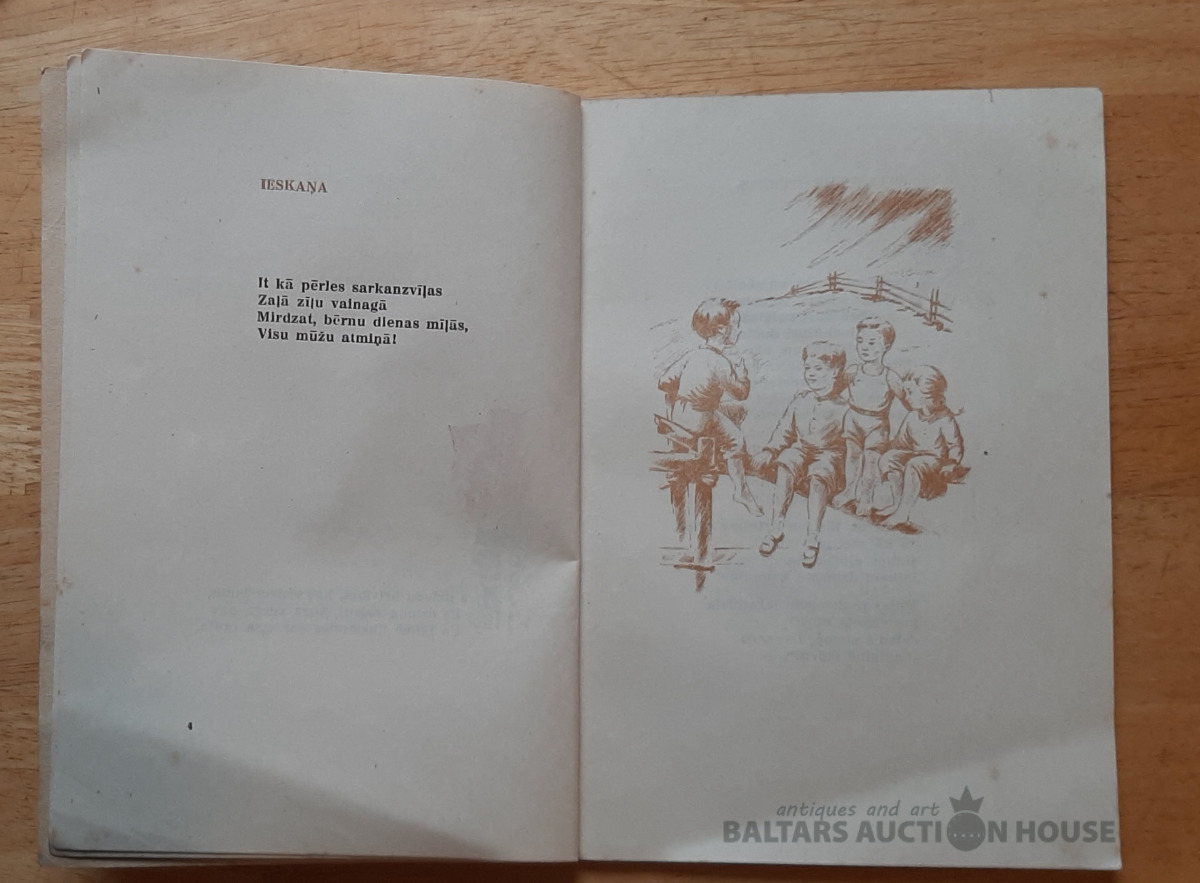 IESKAŅA
It kā pērles sarkanzvīļas
Zaļā zīļu vainagā
Mirdzat, bērnu dienas mīļās,
Visu mūžu atmiņā!
4
antiques and art
BALTARS AUCTION HOUSE